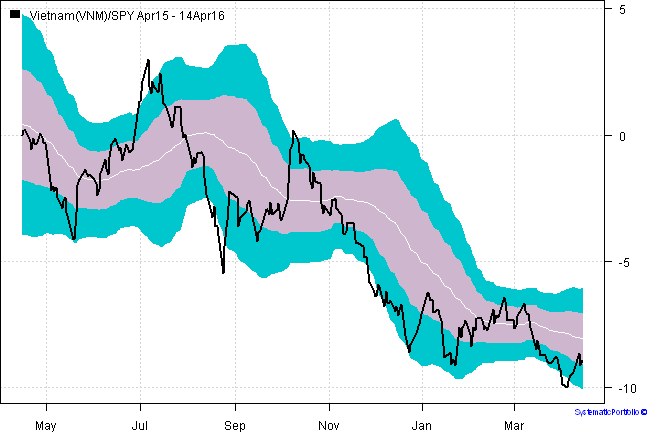 Vietnam(VNM)/SPY Apr15 - 14Apr16
5
0
-5
-10
May Jul Sep Nov Jan Mar
SystematicPortfolio ©